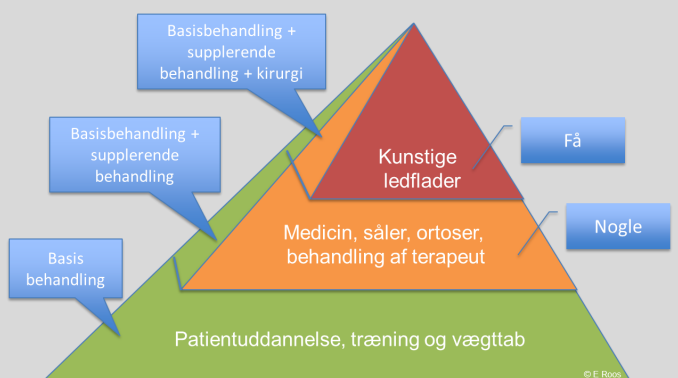 Basisbehandling +
supplerende
behandling + kirurgi
Basisbehandling +
supplerende
behandling
Basis
behandling
Kunstige
ledflader
Få
Medicin, såler, ortoser,
behandling af terapeut
Nogle
Patientuddannelse, træning og vægttab
© E Roos